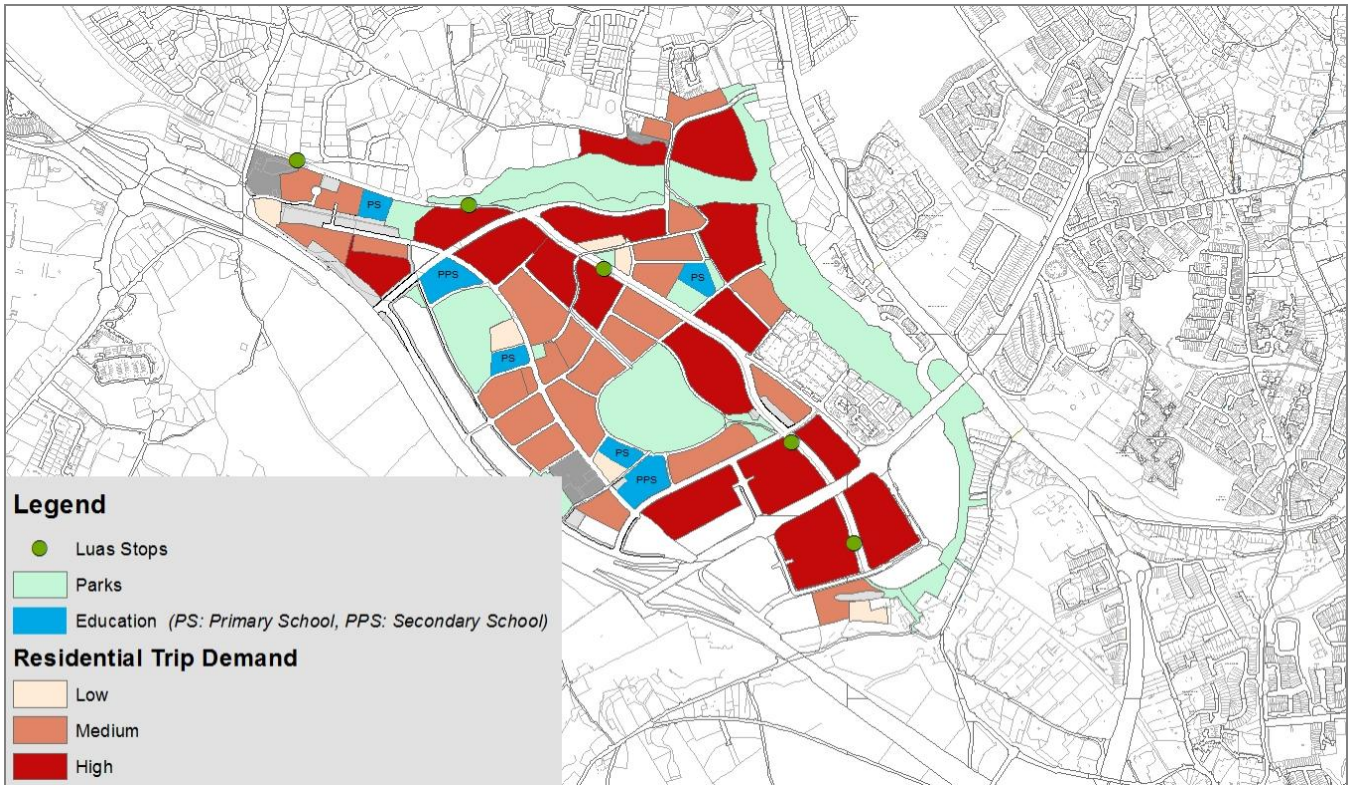 PS
PPS
PS
PS
PS
PPS
Legend
Luas Stops
Parks
Education (PS: Primary School, PPS: Secondary School)
Residential Trip Demand
Low
Medium
High